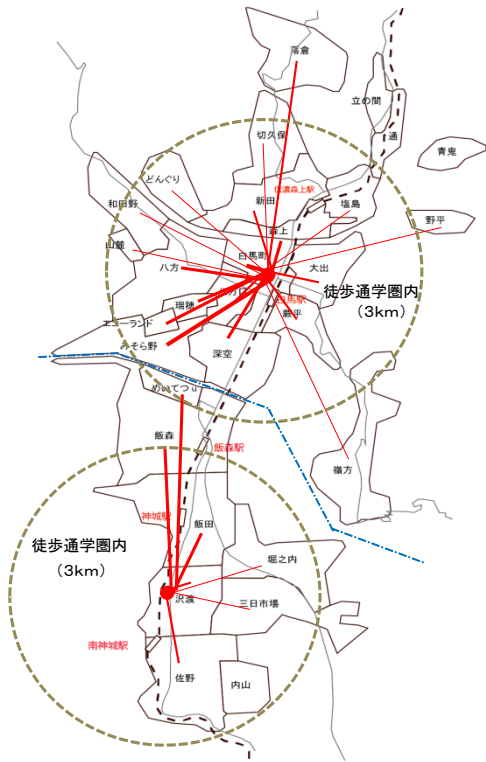 落倉
立の間
通
切久保
青鬼
どんぐり
信濃森上駅
和田野
新田
塩島
野平
森上
山麓
白馬町
八方
大出
徒歩通学圏内
（3km）
白馬駅
瑞穂
エコーランド
蕨平
みそら野
深空
めいてつ
飯森
飯森駅
嶺方
神城駅
飯田
徒歩通学圏内
（3km）
堀之内
沢渡
三日市場
南神城駅
佐野
内山